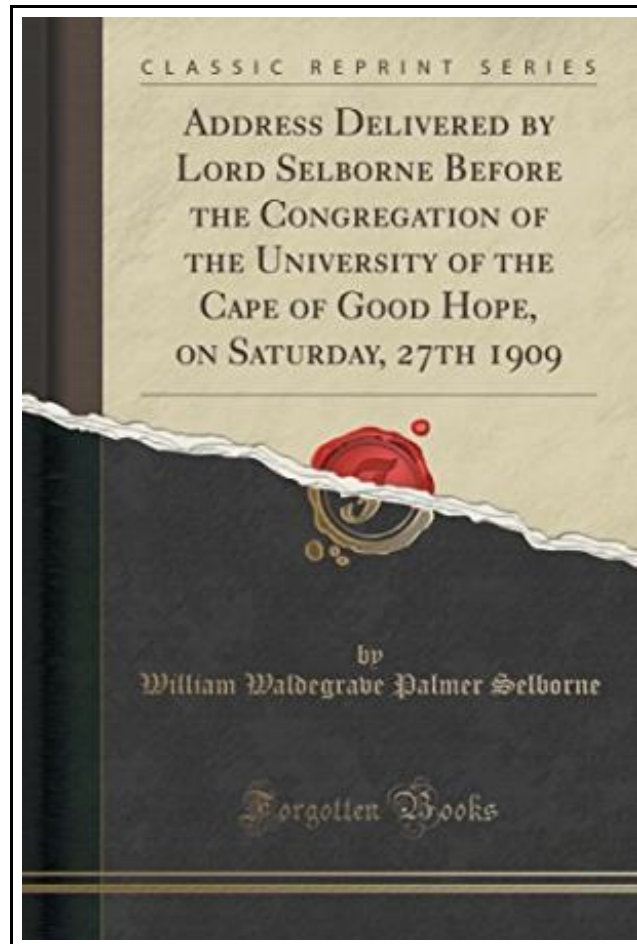 CLASSIC REPRINT SERIES
ADDRESS DELIVERED BY
LORD SELBORNE BEFORE
THE CONGREGATION OF
THE UNIVERSITY OF THE
CAPE OF GOOD HOPE,
ON SATURDAY, 27TH 1909
by
William Waldegrave Palmer Selborne
Forgotten Books